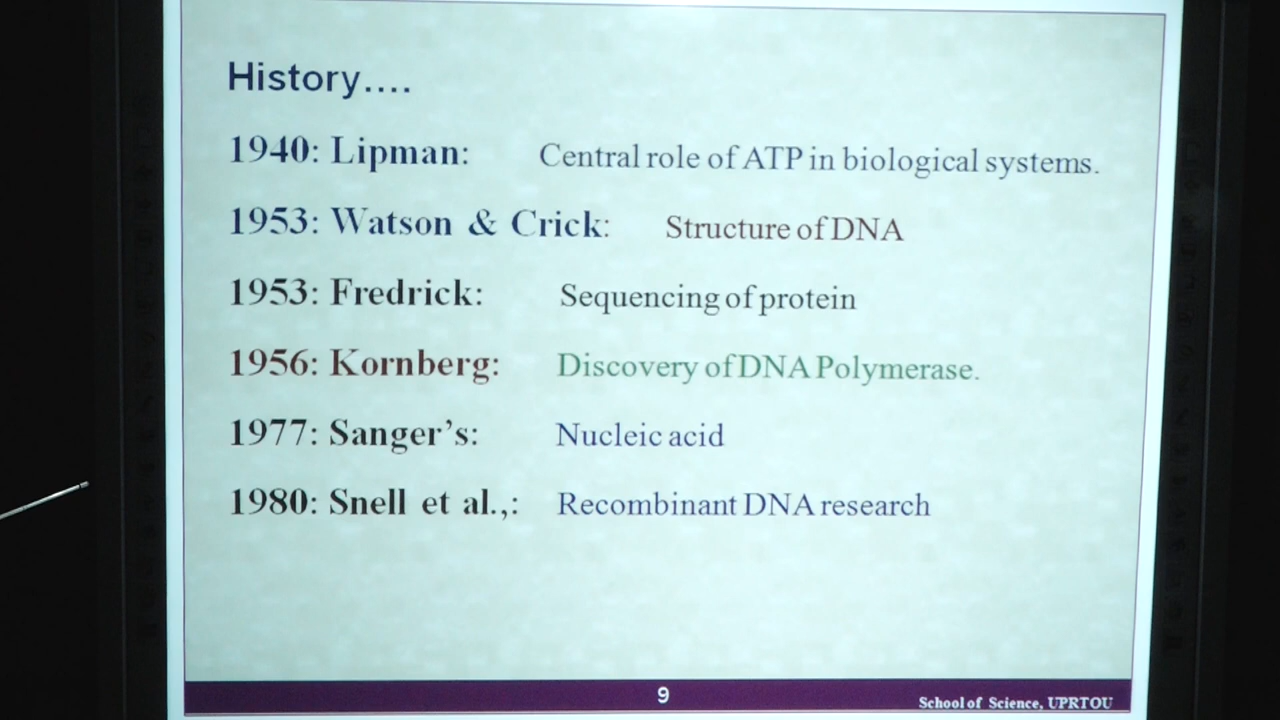 History....
1940: Lipman: Central role of ATP in biological systems.
1953: Watson & Crick: Structure of DNA
1953: Fredrick: Sequencing of protein
1956: Kornberg: Discovery of DNA Polymerase.
1977: Sanger's: Nucleic acid
1980: Snell et al.,: Recombinant DNA research
9
School of Science, UPRTOU